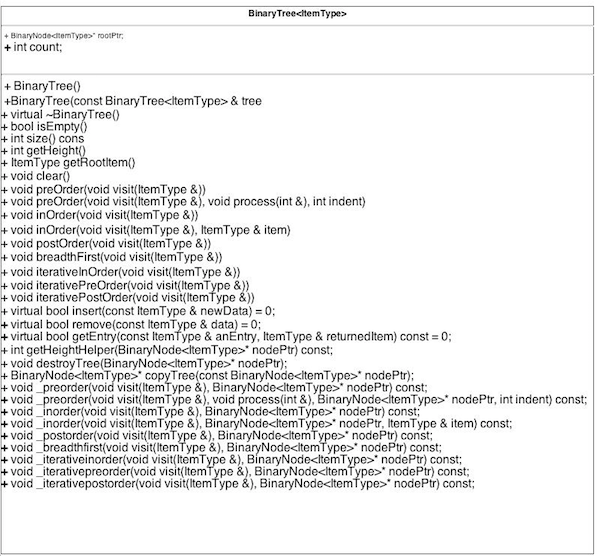 BinaryTree<ItemType>
+ BinaryNode<ItemType>* rootPtr;
+ int count;
+ BinaryTree()
+BinaryTree(const BinaryTree<ItemType> & tree
+ virtual ~BinaryTree()
+ bool isEmpty()
+ int size() cons
+ int getHeight()
+ ItemType getRootItem()
+ void clear()
+ void preOrder(void visit(ItemType &))
+ void preOrder(void visit(ItemType &), void process(int &), int indent)
+ void inOrder(void visit(ItemType &))
+ void inOrder(void visit(ItemType &), ItemType & item)
+ void postOrder(void visit(ItemType &))
+ void breadthFirst(void visit(ItemType &))
+ void iterativeInOrder(void visit(ItemType &))
+ void iterativePreOrder(void visit(ItemType &))
+ void iterativePostOrder(void visit(ItemType &))
+ virtual bool insert(const ItemType & newData) = 0;
+ virtual bool remove(const ItemType & data) = 0;
+ virtual bool getEntry(const ItemType & anEntry, ItemType & returnedItem) const = 0;
+ int getHeightHelper(BinaryNode<ItemType>* nodePtr) const;
+ void destroyTree(BinaryNode<ItemType>* nodePtr);
+ BinaryNode<ItemType>* copyTree(const BinaryNode<ItemType>* nodePtr);
+ void _preorder(void visit(ItemType &), BinaryNode<ItemType>* nodePtr) const;
+ void _preorder(void visit(ItemType &), void process(int &), BinaryNode<ItemType>* nodePtr, int indent) const;
+ void _inorder(void visit(ItemType &), BinaryNode<ItemType>* nodePtr) const;
+ void _inorder(void visit(ItemType &), BinaryNode<ItemType>* nodePtr, ItemType & item) const;
+ void _postorder(void visit(ItemType &), BinaryNode<ItemType>* nodePtr) const;
+ void _breadthfirst(void visit(ItemType &), BinaryNode<ItemType>* nodePtr) const;
+ void _iterativeinorder(void visit(ItemType &), BinaryNode<ItemType>* nodePtr) const;
+ void _iterativepreorder(void visit(ItemType &), BinaryNode<ItemType>* nodePtr) const;
+ void _iterativepostorder(void visit(ItemType &), BinaryNode<ItemType>* nodePtr) const;